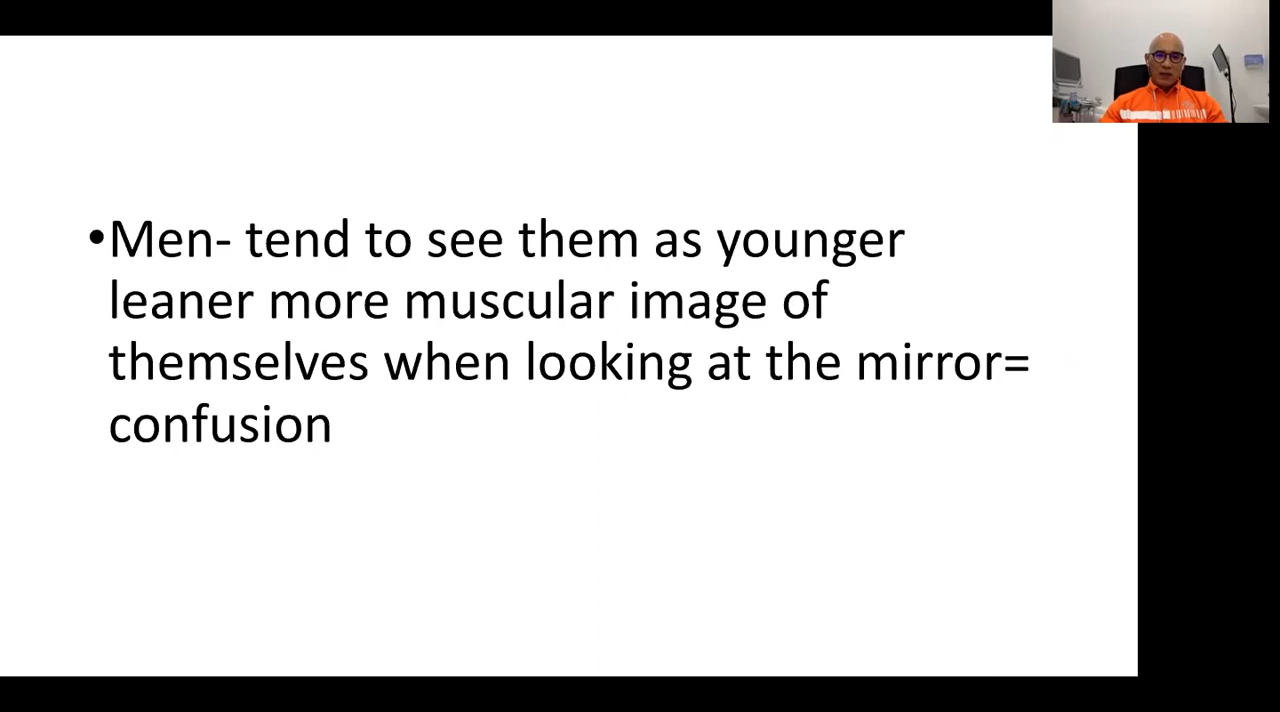 •Men- tend to see them as younger
leaner more muscular image of
themselves when looking at the mirror=
confusion